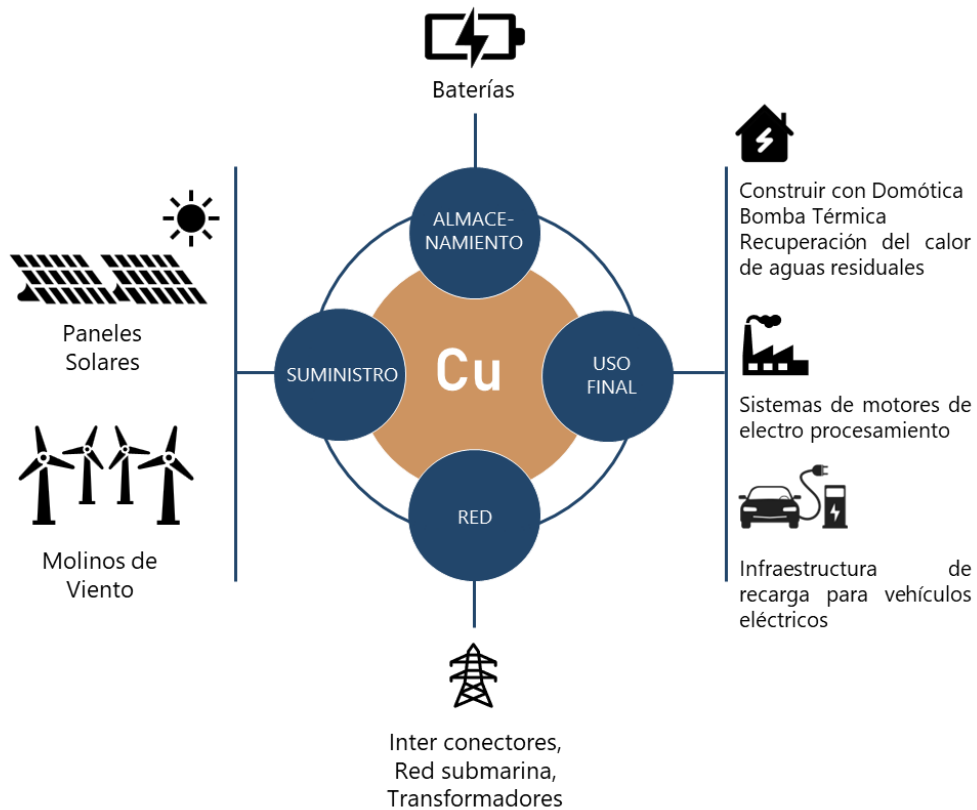 Baterías
ALMACE-
NAMIENTO
Paneles
Solares
Molinos de
Viento
SUMINISTRO
Cu
USO
FINAL
RED
Construir con Domótica
Bomba Térmica
Recuperación del calor
de aguas residuales
Sistemas de motores de
electro procesamiento
Infraestructura de
recarga para vehículos
eléctricos
Inter conectores,
Red submarina,
Transformadores